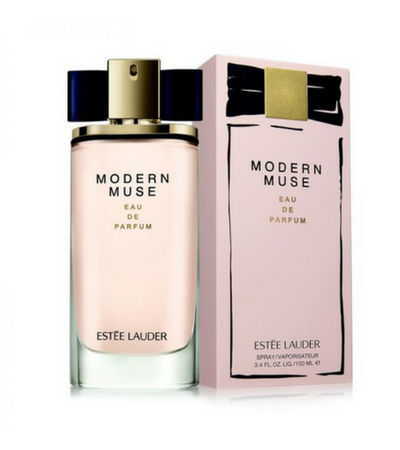 MODERN
MUSE
EAU
DE
PARFUM
ESTĒE LAUDER
MODERN
MUSE
EAU
DE
PARFUM
ESTĒE LAUDER
SPRAY/VAPORISATEUR
3.4 FL. OZ. LIQ./100 ML ℮